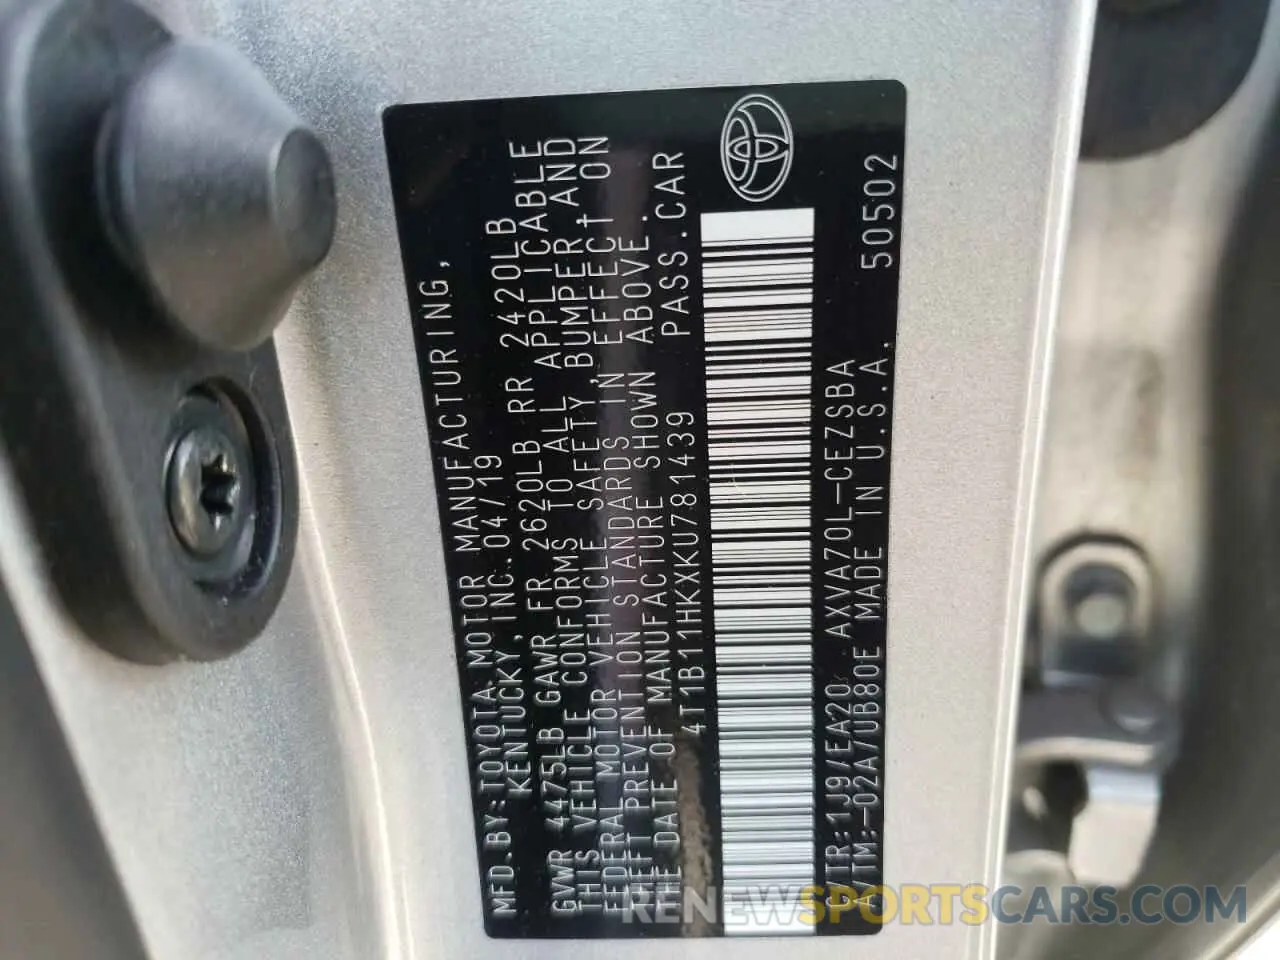 MFD.BY:TOYOTA MOTOR MANUFACTURING,
KENTUCKY, INC. 04/19
GVWR 4475LB GAWR FR 2620LB RR 2420LB
THIS VEHICLE CONFORMS TO ALL APPLICABLE
FEDERAL MOTOR VEHICLE SAFETY, BUMPER, AND
THEFT PREVENTION STANDARDS IN EFFECT ON
THE DATE OF MANUFACTURE SHOWN ABOVE.
4T1B11HKXKU781439 PASS.CAR
C/TR:1J9/EA20 AXVA70L-CEZSBA
A/TM:-02A/UB80E MADE IN U.S.A. 50502
RENEWSPORTSCARS.COM